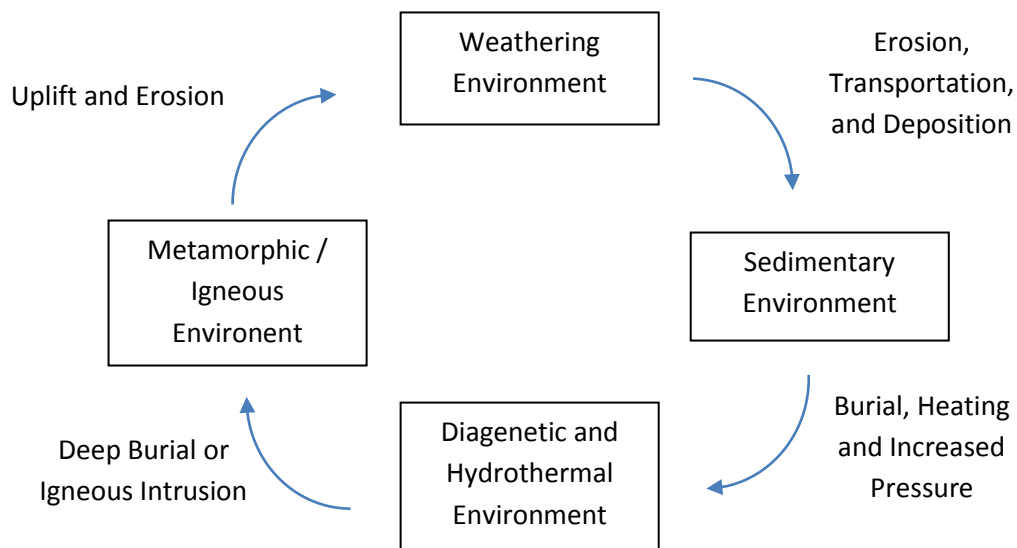 Weathering
Environment
Erosion,
Transportation,
and Deposition
Uplift and Erosion
Metamorphic /
Igneous
Environent
Sedimentary
Environment
Diagenetic and
Hydrothermal
Environment
Burial, Heating
and Increased
Pressure
Deep Burial or
Igneous Intrusion